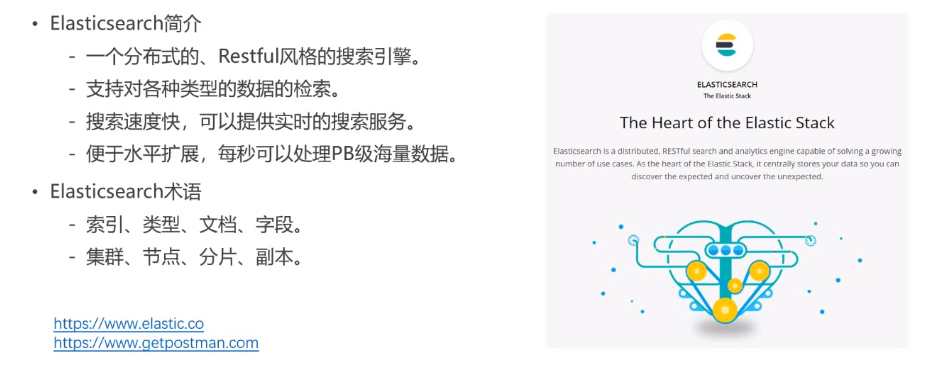 • Elasticsearch简介
- 一个分布式的、Restful风格的搜索引擎。
- 支持对各种类型的数据的检索。
- 搜索速度快，可以提供实时的搜索服务。
- 便于水平扩展，每秒可以处理PB级海量数据。
• Elasticsearch术语
- 索引、类型、文档、字段。
- 集群、节点、分片、副本。
https://www.elastic.co
https://www.getpostman.com
ELASTICSEARCH
The Elastic Stack
The Heart of the Elastic Stack
Elasticsearch is a distributed, RESTful search and analytics engine capable of solving a growing
number of use cases. As the heart of the Elastic Stack, it centrally stores your data so you can
discover the expected and uncover the unexpected.